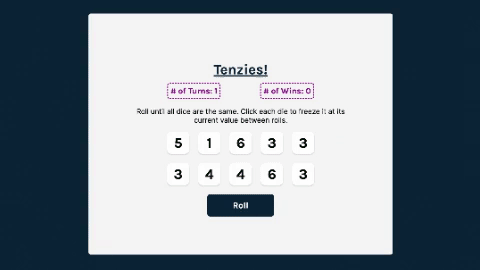 Tenzies!
# of Turns: 1
# of Wins: 0
Roll until all dice are the same. Click each die to freeze it at its
current value between rolls.
5 1 6 3 3
3 4 4 6 3
Roll